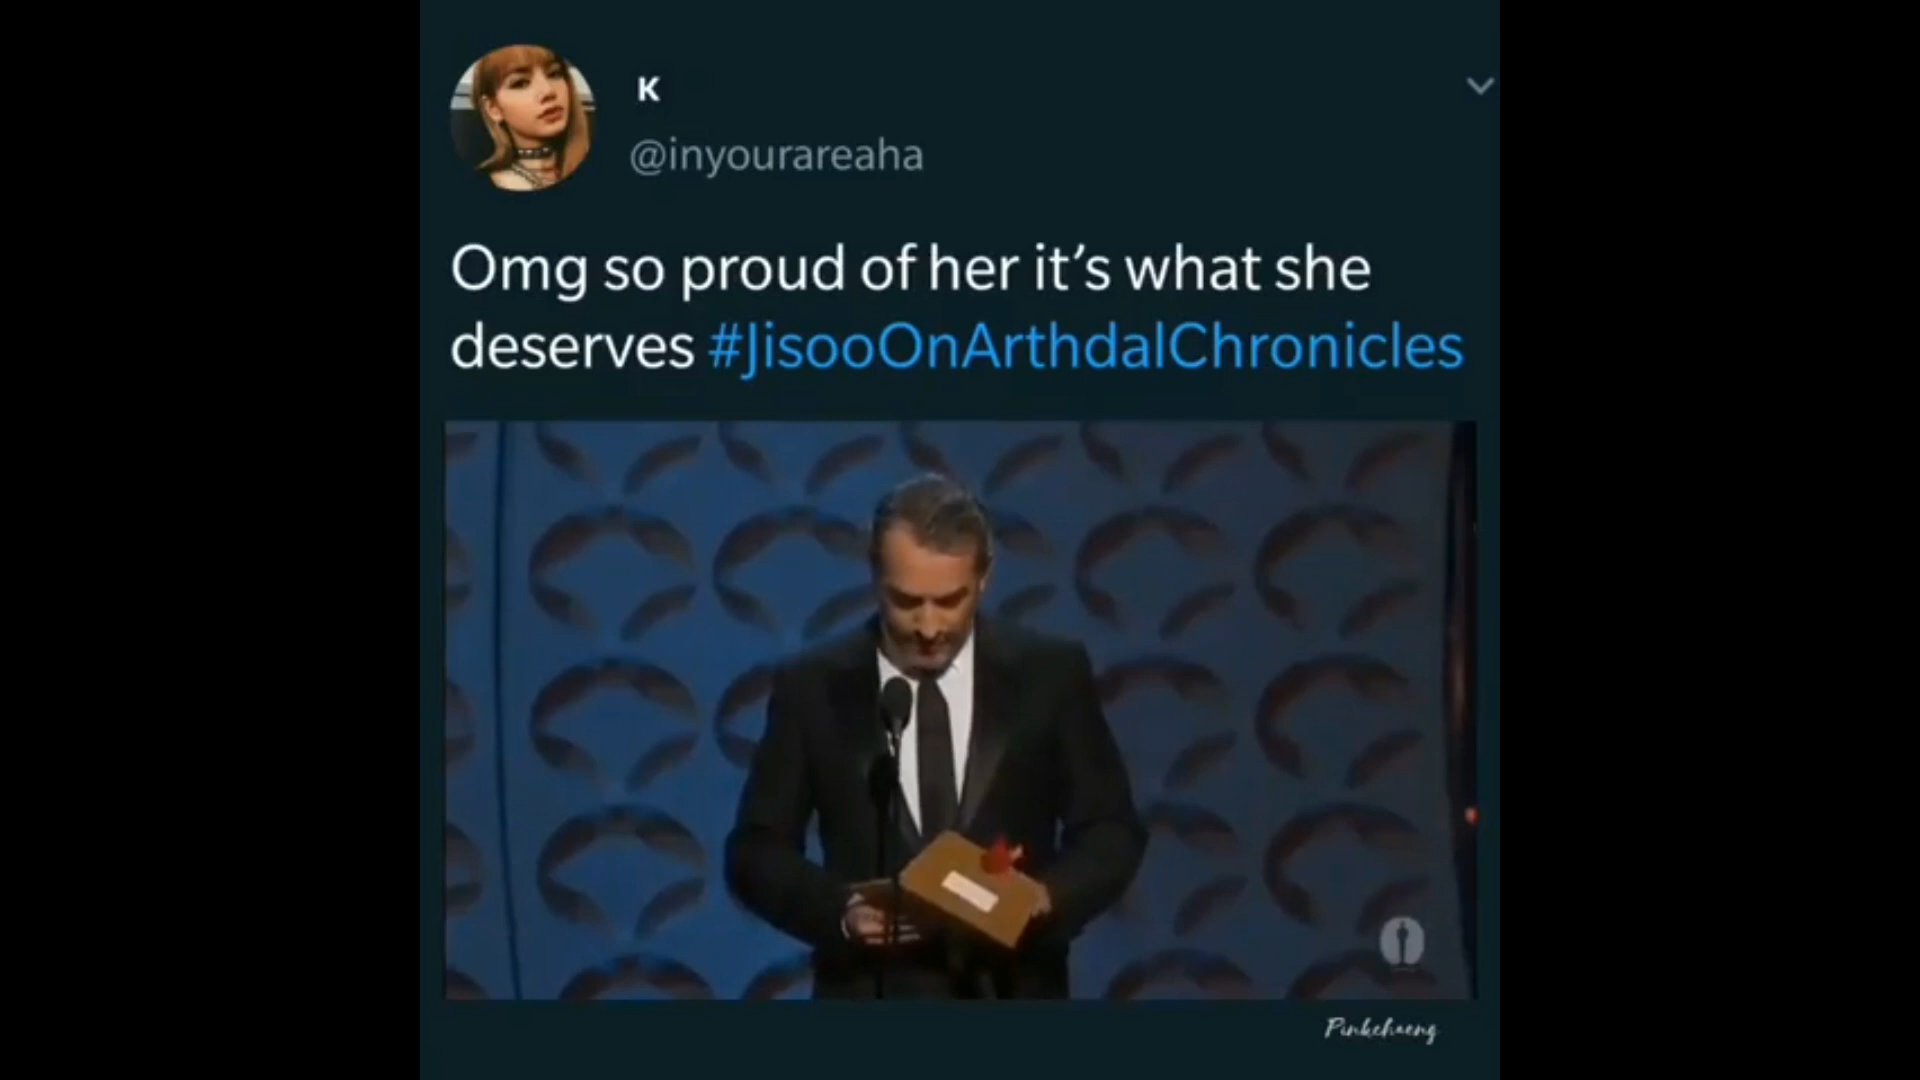 K
@inyourareaha
Omg so proud of her it’s what she
deserves #JisooOnArthdalChronicles
Pinkchaeng